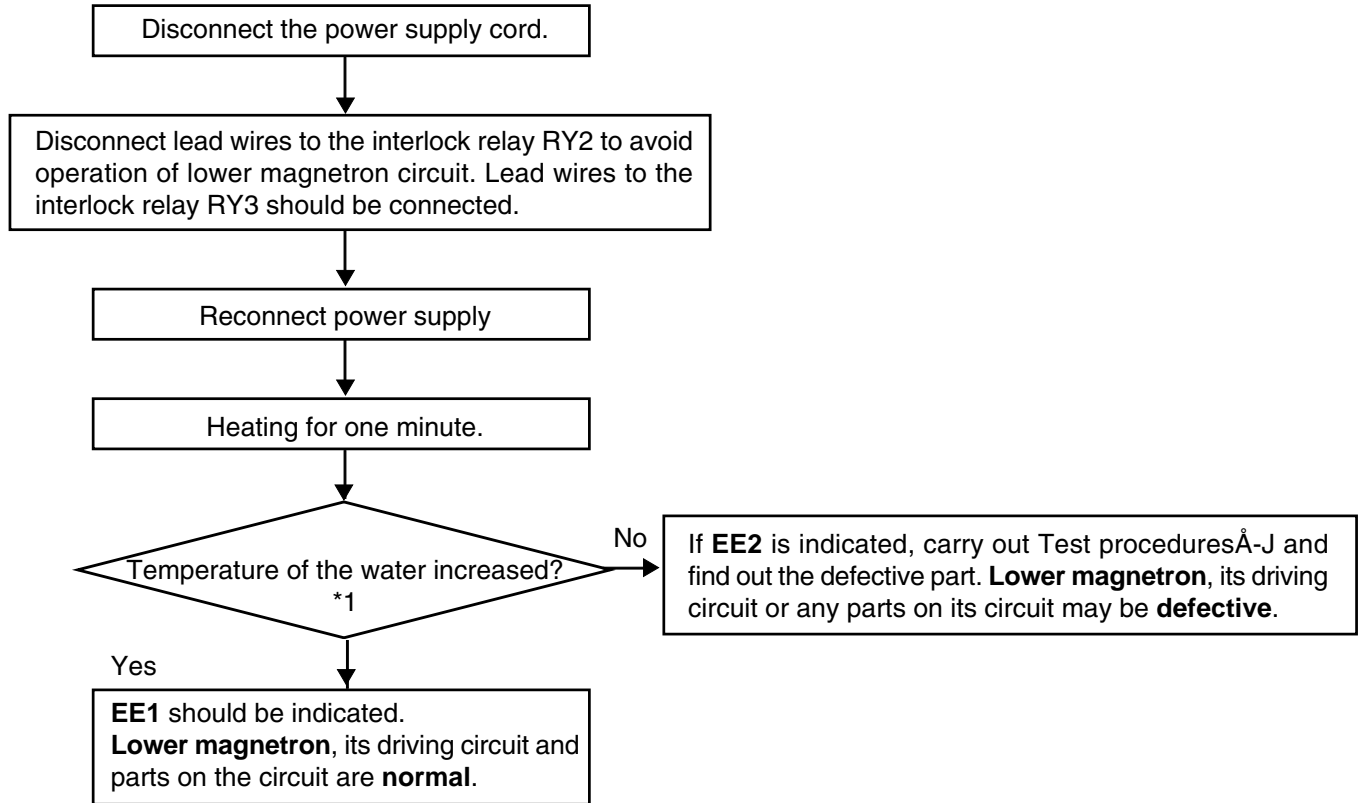 Disconnect the power supply cord.
Disconnect lead wires to the interlock relay RY2 to avoid
operation of lower magnetron circuit. Lead wires to the
interlock relay RY3 should be connected.
Reconnect power supply
Heating for one minute.
Temperature of the water increased?
*1
No
If EE2 is indicated, carry out Test proceduresÅ-J and
find out the defective part. Lower magnetron, its driving
circuit or any parts on its circuit may be defective.
Yes
EE1 should be indicated.
Lower magnetron, its driving circuit and
parts on the circuit are normal.